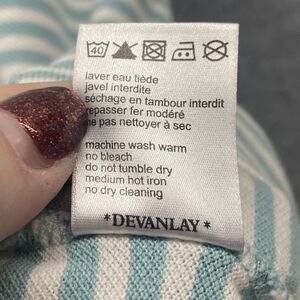 40
laver eau tiède
javel interdite
séchage en tambour interdit
repasser fer modéré
ne pas nettoyer à sec
machine wash warm
no bleach
do not tumble dry
medium hot iron
no dry cleaning
*DEVANLAY*